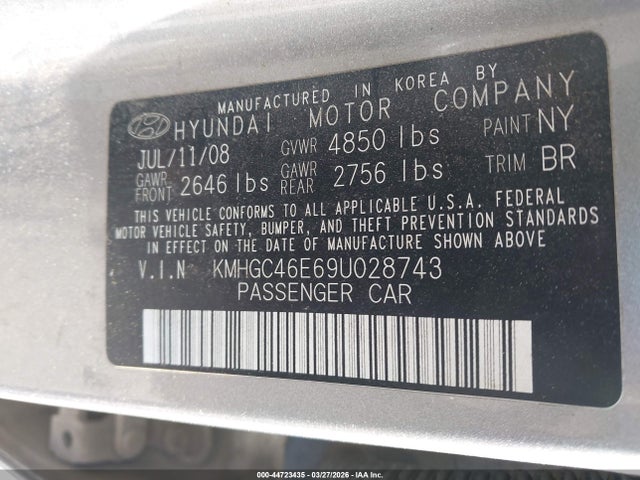 MANUFACTURED IN KOREA BY
HYUNDAI MOTOR COMPANY
JUL/11/08 GVWR 4850 lbs PAINT NY
GAWR FRONT 2646 lbs GAWR REAR 2756 lbs TRIM BR
THIS VEHICLE CONFORMS TO ALL APPLICABLE U.S.A. FEDERAL
MOTOR VEHICLE SAFETY, BUMPER, AND THEFT PREVENTION STANDARDS
IN EFFECT ON THE DATE OF MANUFACTURE SHOWN ABOVE
V.I.N KMHGC46E69U028743
PASSENGER CAR
000-44723435 - 03/27/2026 - IAA Inc.